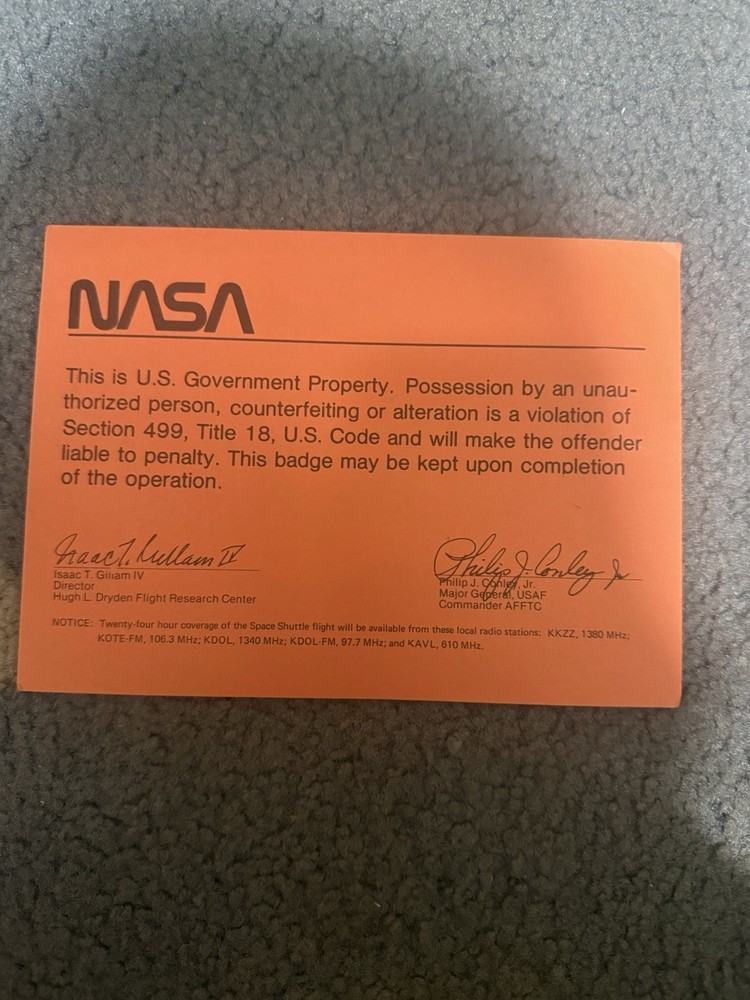 NASA
This is U.S. Government Property. Possession by an unau-
thorized person, counterfeiting or alteration is a violation of
Section 499, Title 18, U.S. Code and will make the offender
liable to penalty. This badge may be kept upon completion
of the operation.
Isaac T. Gillam IV
Isaac T. Gillam IV
Director
Hugh L. Dryden Flight Research Center
Philip J. Conley Jr
Philip J. Conley, Jr.
Major General, USAF
Commander AFFTC
NOTICE: Twenty-four hour coverage of the Space Shuttle flight will be available from these local radio stations: KKZZ, 1380 MHz;
KOTE-FM, 106.3 MHz; KDOL, 1340 MHz; KDOL-FM, 97.7 MHz; and KAVL, 610 MHz.